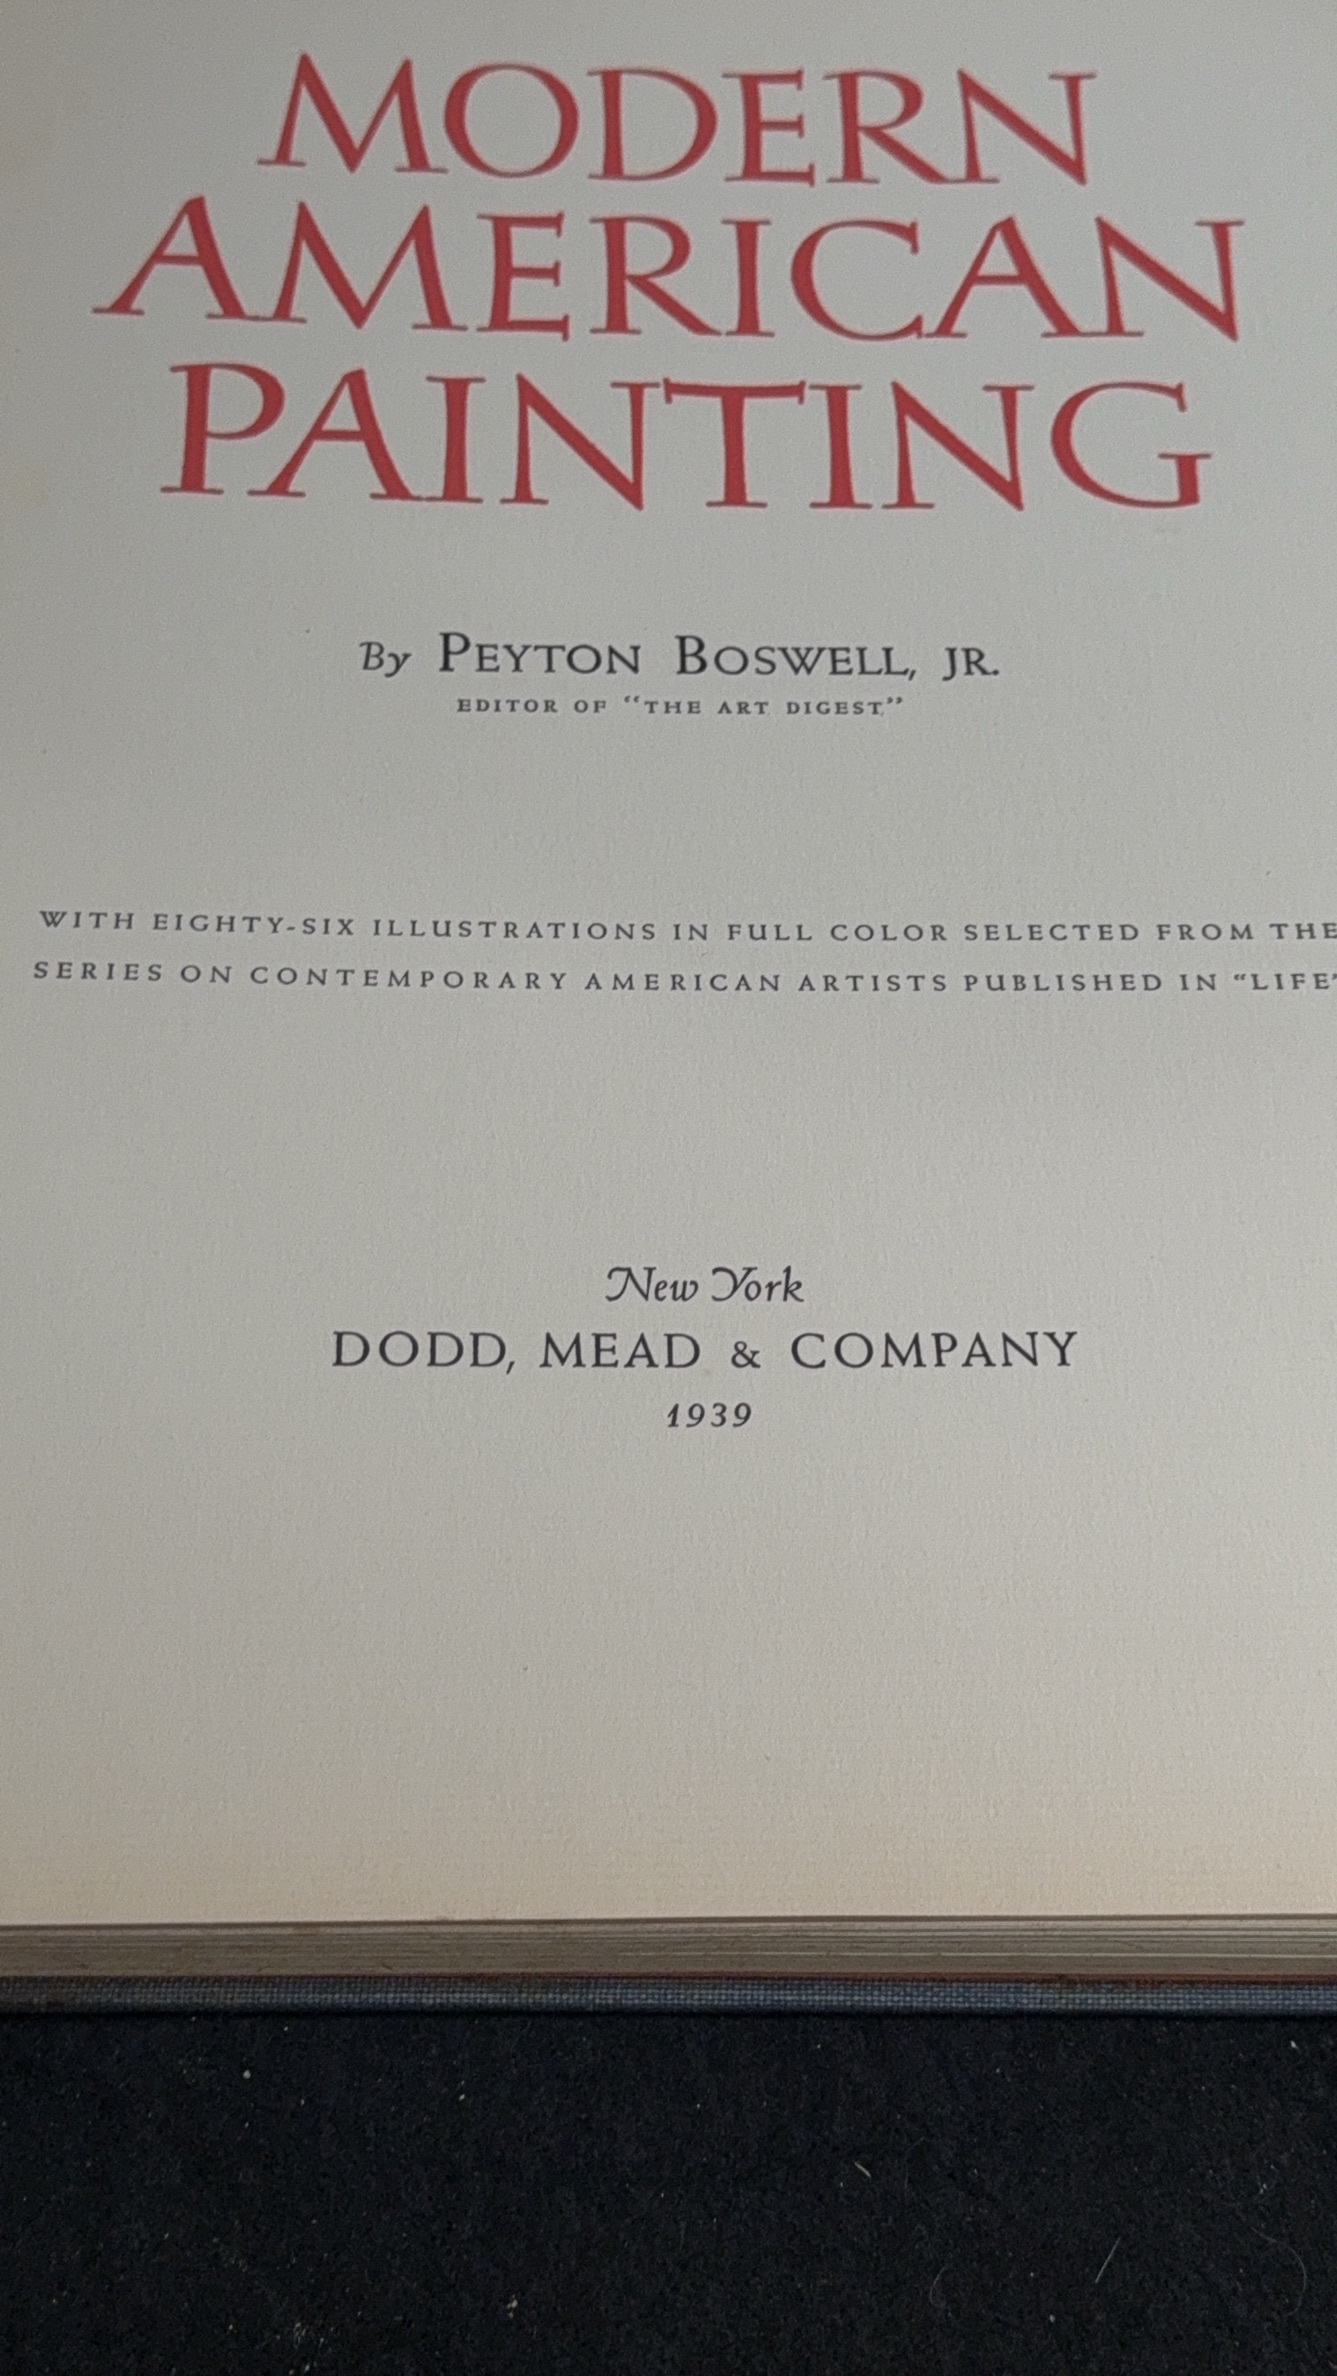 MODERN
AMERICAN
PAINTING
By PEYTON BOSWELL, JR.
EDITOR OF "THE ART DIGEST"
WITH EIGHTY-SIX ILLUSTRATIONS IN FULL COLOR SELECTED FROM THE
SERIES ON CONTEMPORARY AMERICAN ARTISTS PUBLISHED IN "LIFE"
New York
DODD, MEAD & COMPANY
1939